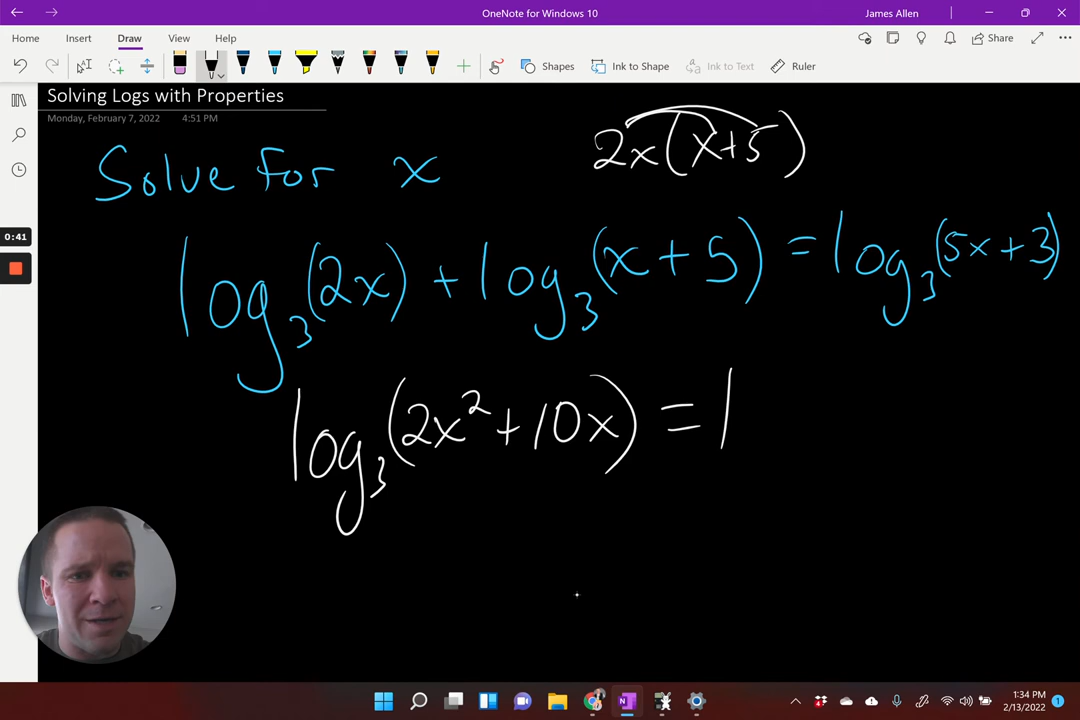 OneNote for Windows 10
James Allen
Home Insert Draw View Help
Share
Shapes Ink to Shape Ink to Text Ruler
Solving Logs with Properties
Monday, February 7, 2022 4:51 PM
2x(x+5)
Solve for x
0:41
log₃(2x) + log₃(x + 5) = log₃(5x + 3)
log₃(2x² + 10x) = l
1:34 PM
2/13/2022
1